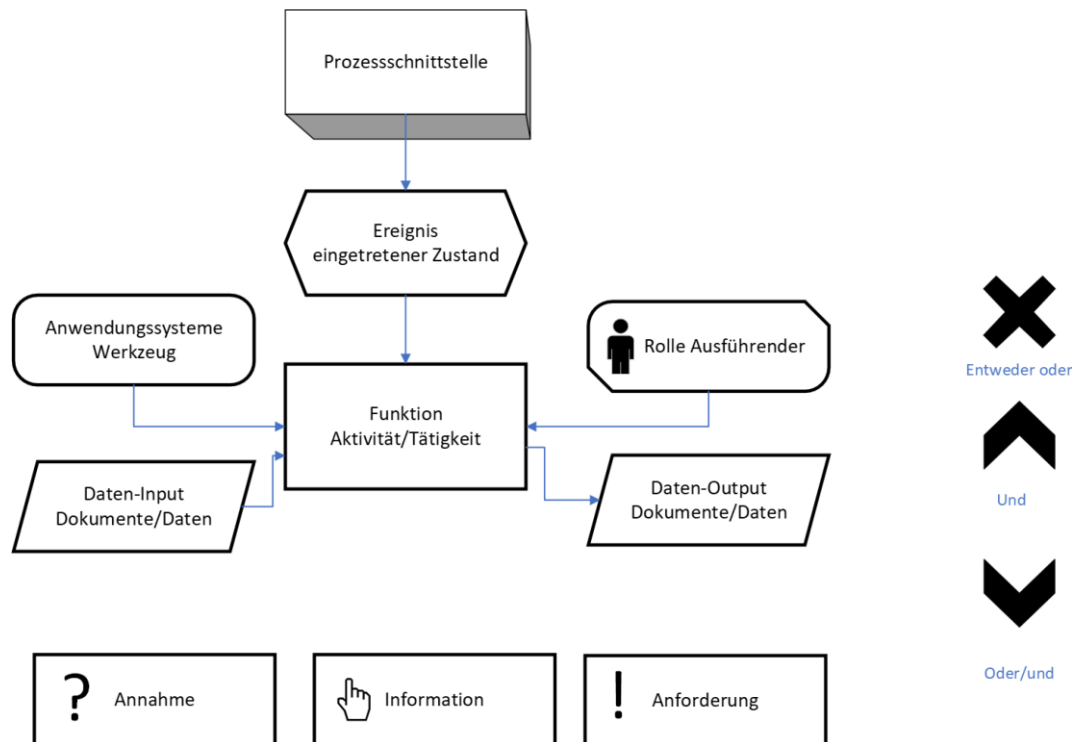 Prozessschnittstelle
Ereignis
eingetretener Zustand
Anwendungssysteme
Werkzeug
Rolle Ausführender
Funktion
Aktivität/Tätigkeit
Daten-Input
Dokumente/Daten
Daten-Output
Dokumente/Daten
Entweder oder
Und
Oder/und
? Annahme
Information
! Anforderung